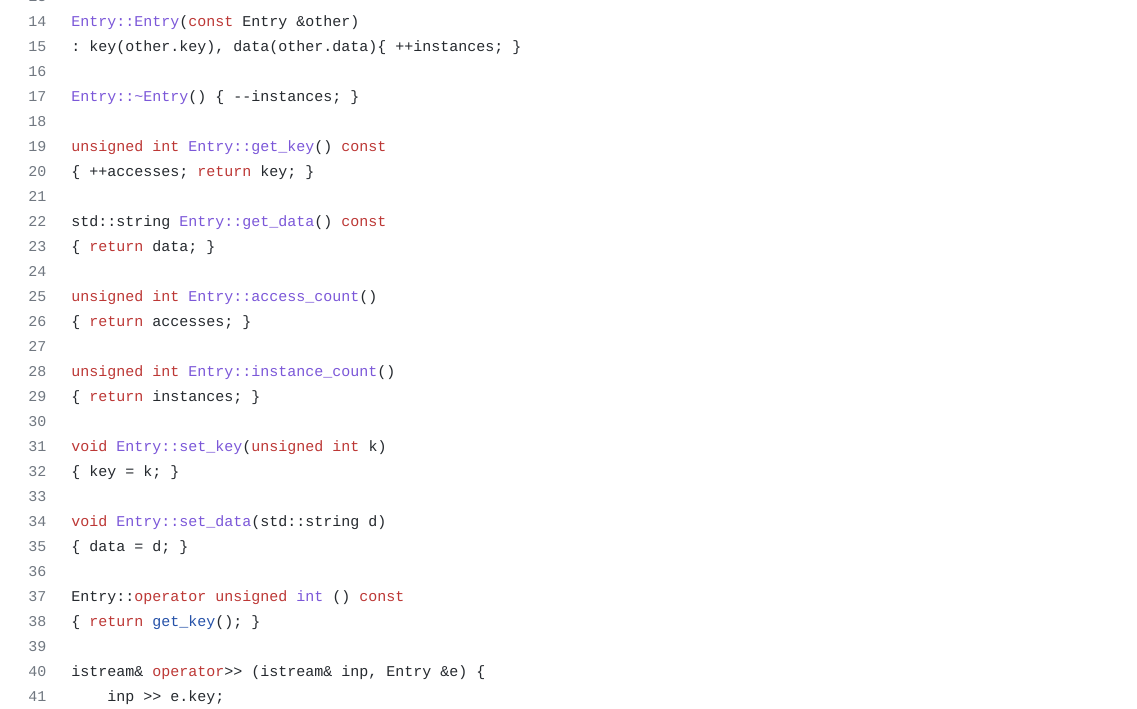 14 Entry::Entry(const Entry &other)
15 : key(other.key), data(other.data){ ++instances; }
16
17 Entry::~Entry() { --instances; }
18
19 unsigned int Entry::get_key() const
20 { ++accesses; return key; }
21
22 std::string Entry::get_data() const
23 { return data; }
24
25 unsigned int Entry::access_count()
26 { return accesses; }
27
28 unsigned int Entry::instance_count()
29 { return instances; }
30
31 void Entry::set_key(unsigned int k)
32 { key = k; }
33
34 void Entry::set_data(std::string d)
35 { data = d; }
36
37 Entry::operator unsigned int () const
38 { return get_key(); }
39
40 istream& operator>> (istream& inp, Entry &e) {
41     inp >> e.key;